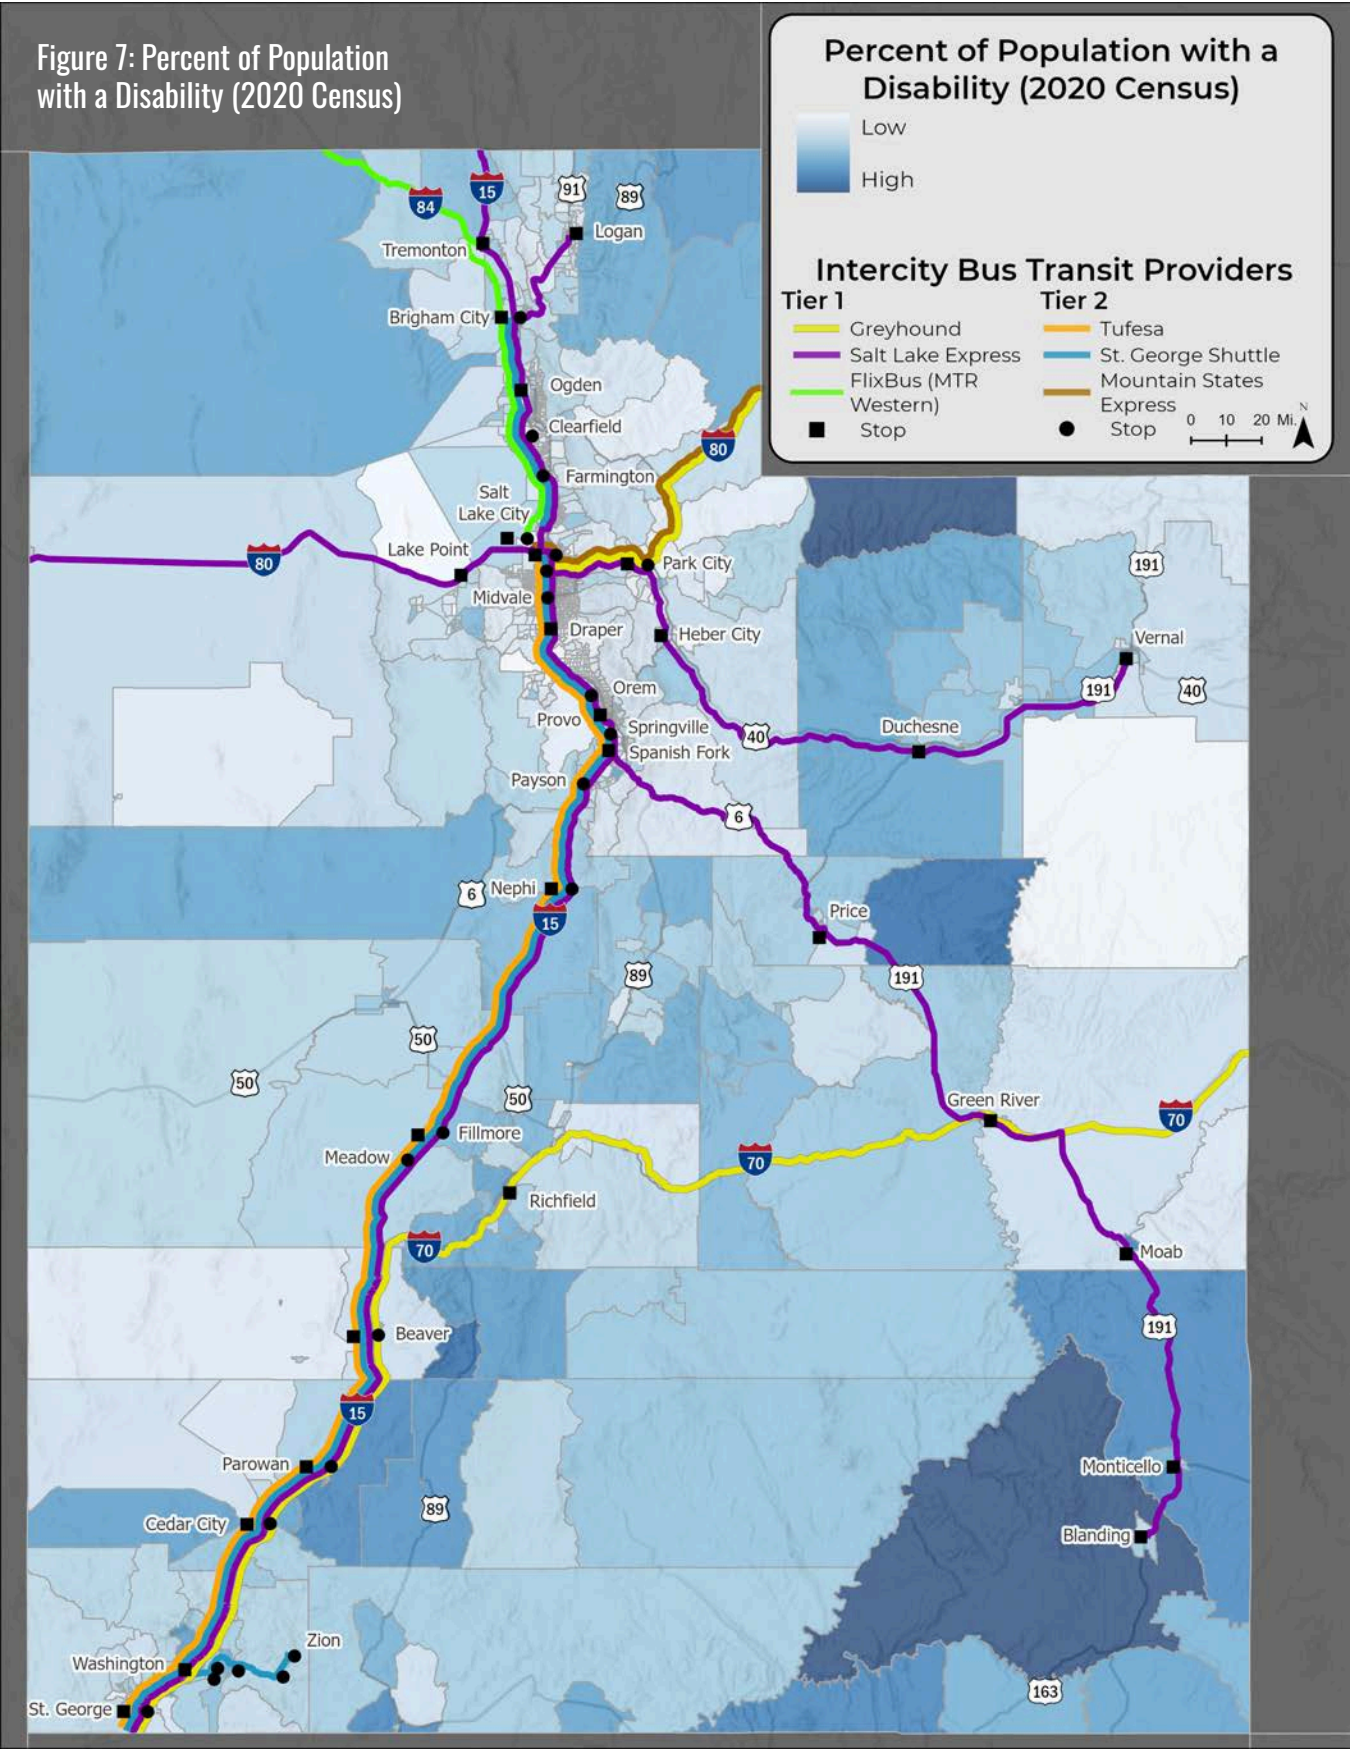 Figure 7: Percent of Population
with a Disability (2020 Census)
Percent of Population with a
Disability (2020 Census)
Low
High
Intercity Bus Transit Providers
Tier 1
Tier 2
Greyhound
Tufesa
Salt Lake Express
St. George Shuttle
FlixBus (MTR
Western)
Mountain States
Express
Stop
Stop
0 10 20 Mi.
N
84
15
91
89
Logan
Tremonton
Brigham City
Ogden
Clearfield
80
Farmington
Salt
Lake City
Lake Point
80
Park City
191
Midvale
Draper
Heber City
Vernal
Orem
191
40
Provo
Springville
40
Duchesne
Spanish Fork
Payson
6
6
Nephi
15
Price
89
191
50
50
50
Green River
70
Fillmore
Meadow
70
Richfield
70
Moab
191
Beaver
15
Parowan
Monticello
89
Cedar City
Blanding
Zion
Washington
163
St. George